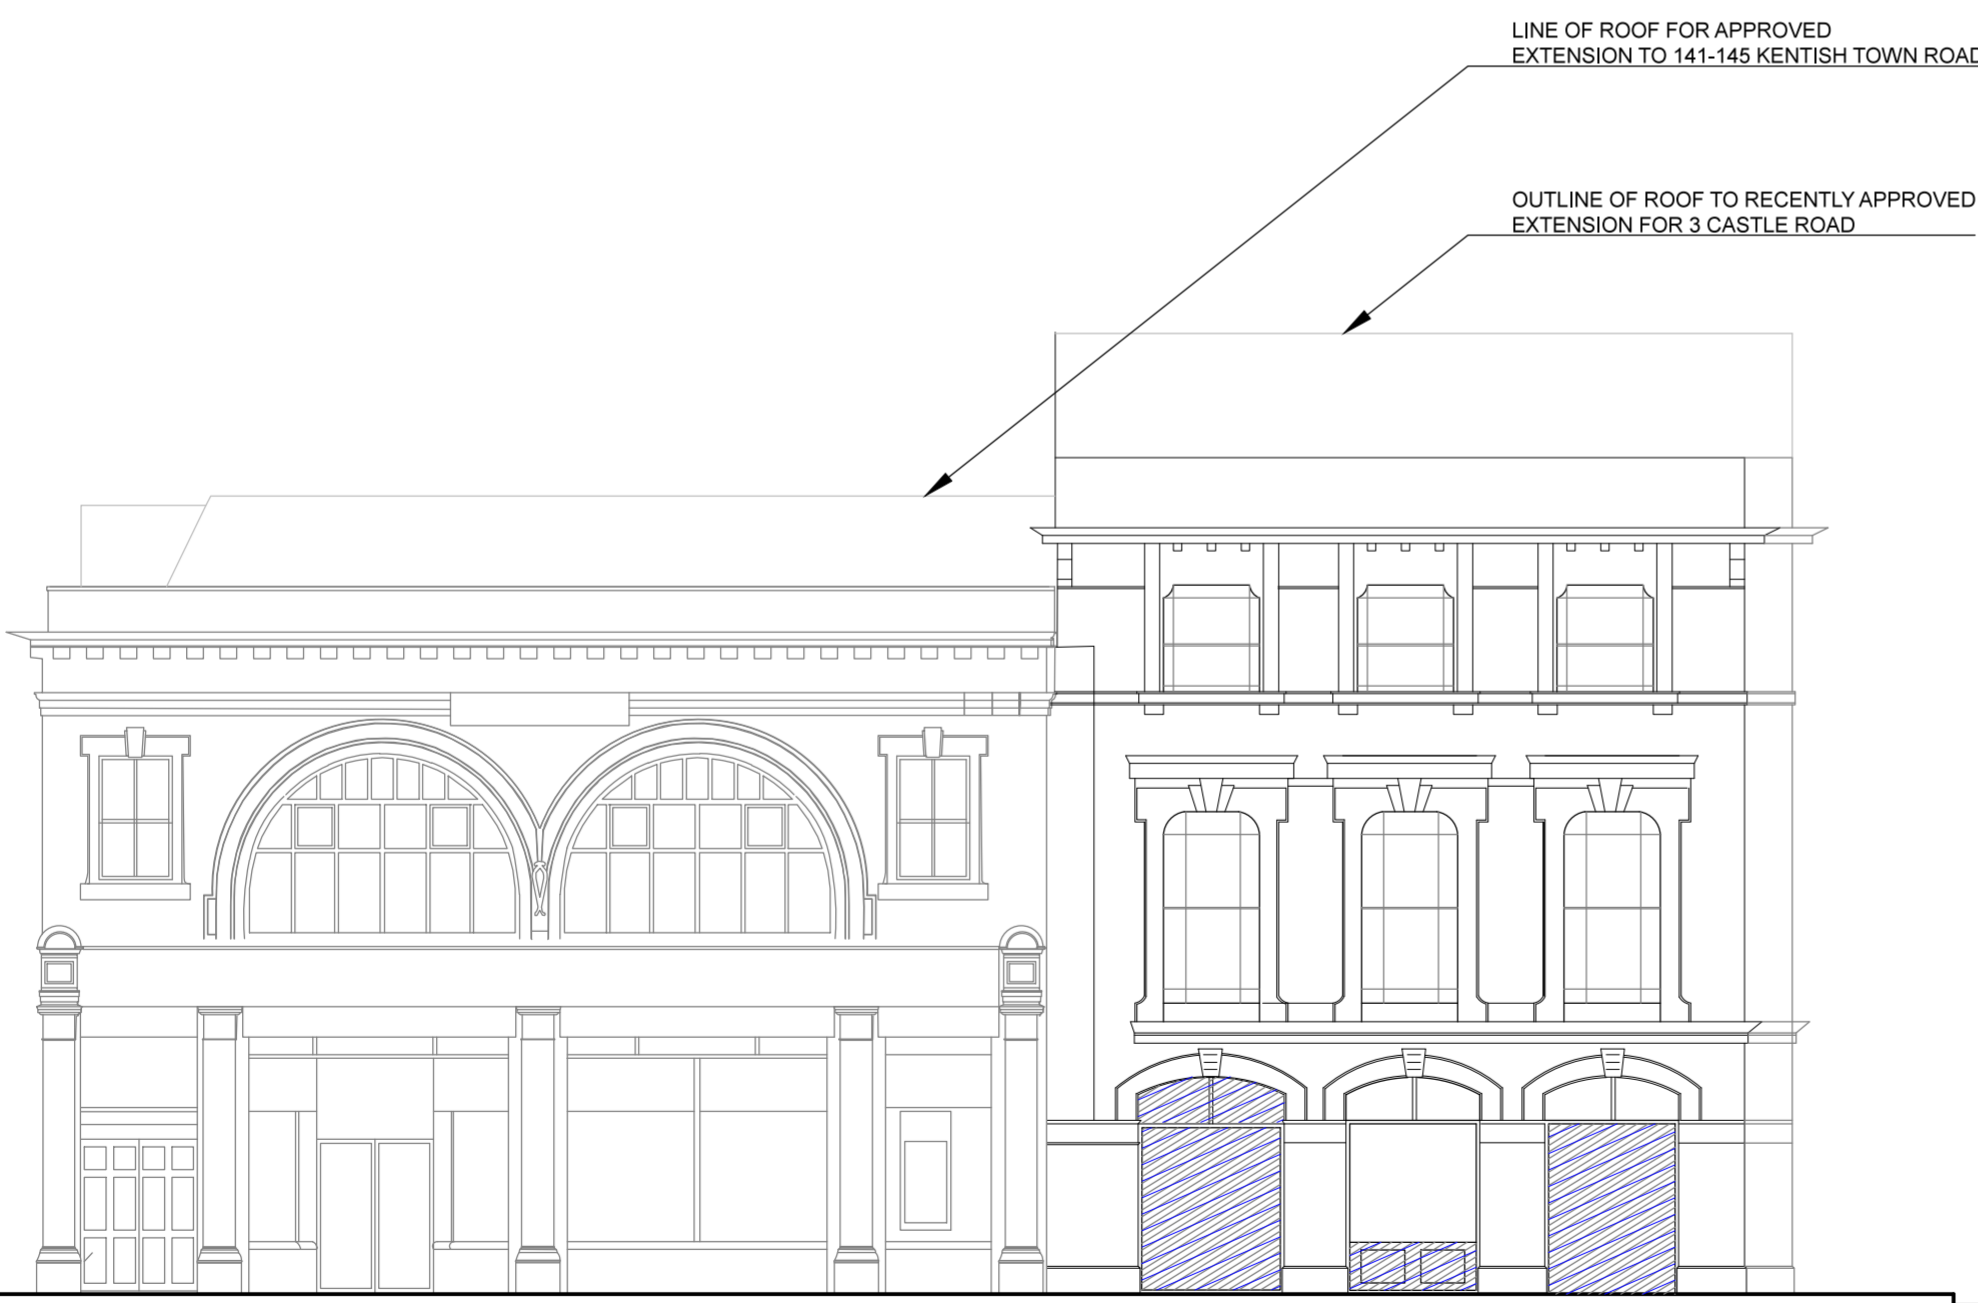 LINE OF ROOF FOR APPROVED
EXTENSION TO 141-145 KENTISH TOWN ROAD
OUTLINE OF ROOF TO RECENTLY APPROVED
EXTENSION FOR 3 CASTLE ROAD